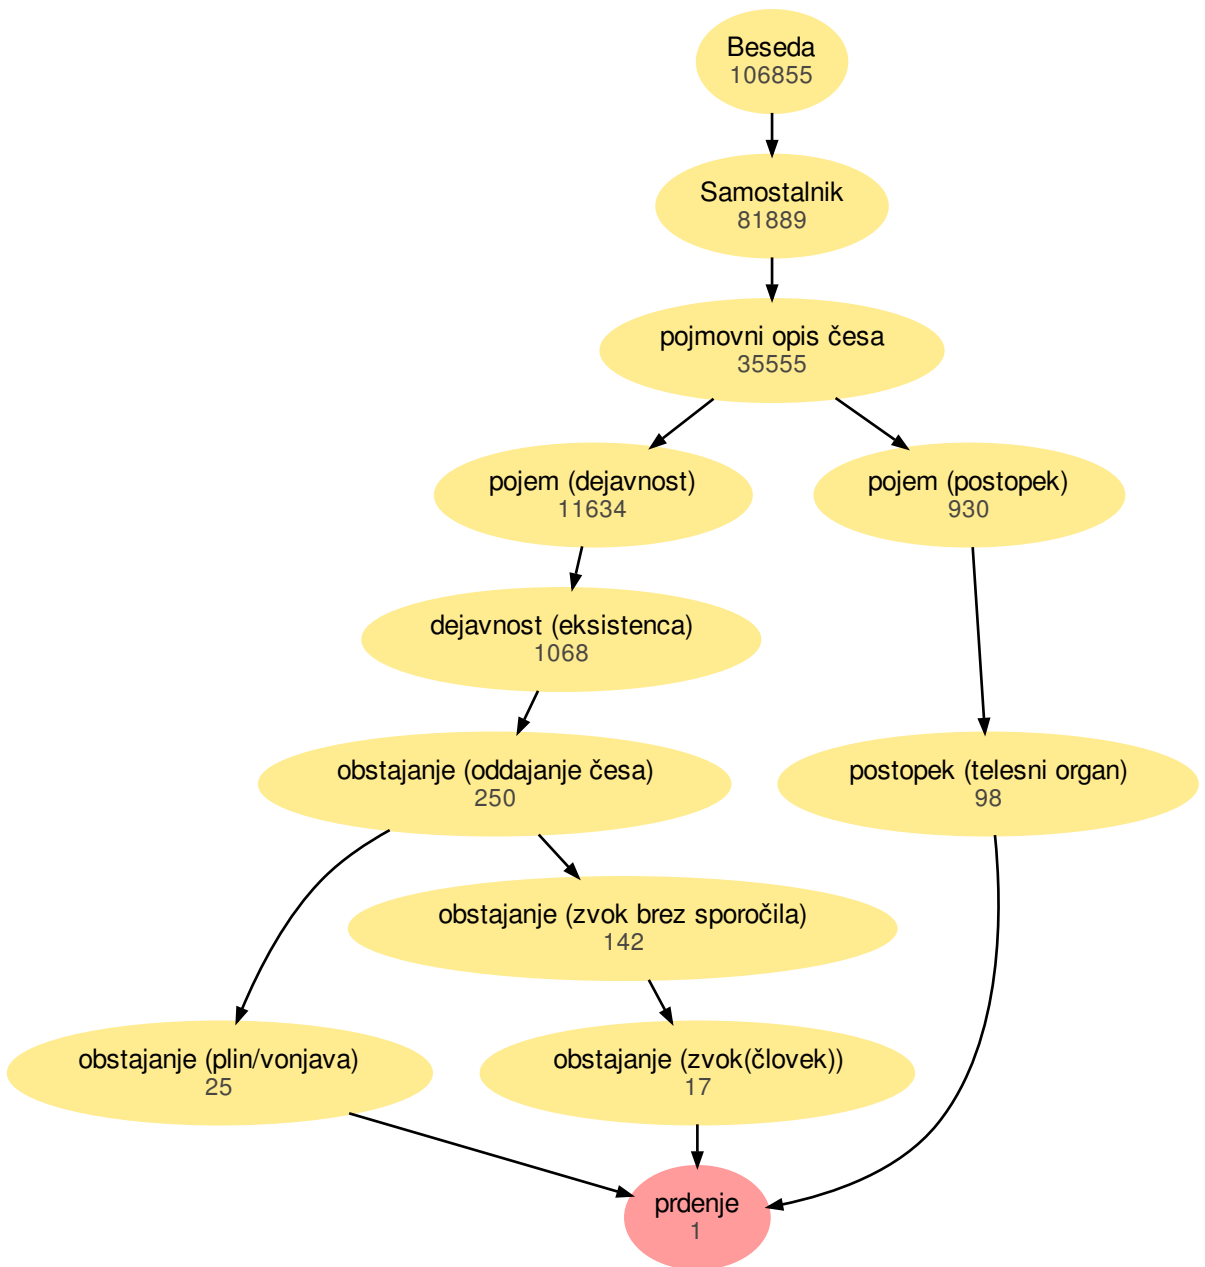 Beseda
106855
Samostalnik
81889
pojmovni opis česa
35555
pojem (dejavnost)
11634
pojem (postopek)
930
dejavnost (eksistenca)
1068
obstajanje (oddajanje česa)
250
postopek (telesni organ)
98
obstajanje (zvok brez sporočila)
142
obstajanje (plin/vonjava)
25
obstajanje (zvok(človek))
17
prdenje
1